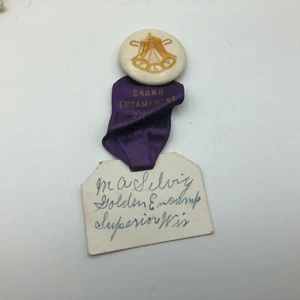 GRAND
ENCAMPMENT
M A Selvig
Golden Encamp
Superior Wis